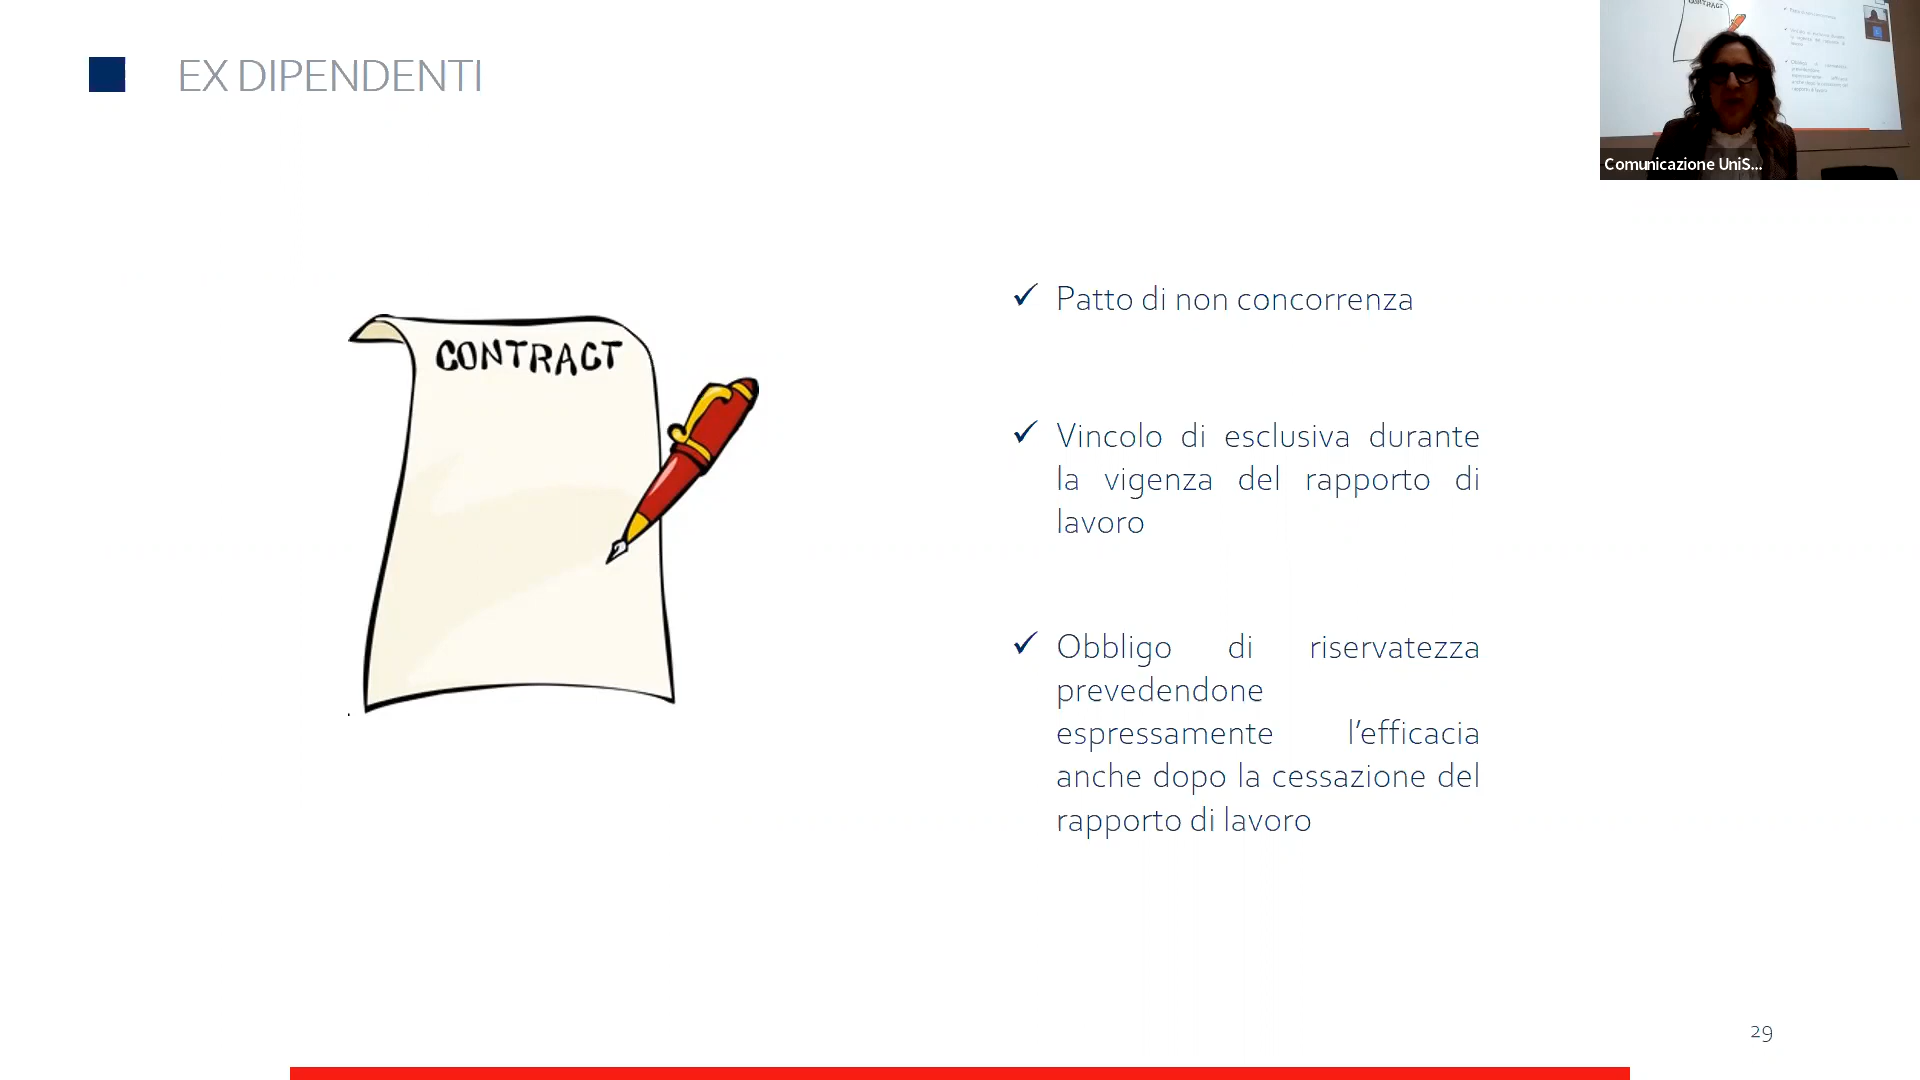 EX DIPENDENTI
CONTRACT
Comunicazione UniS...
CONTRACT
Patto di non concorrenza
Vincolo di esclusiva durante
la vigenza del rapporto di
lavoro
Obbligo di riservatezza
prevedendone
espressamente l’efficacia
anche dopo la cessazione del
rapporto di lavoro
29